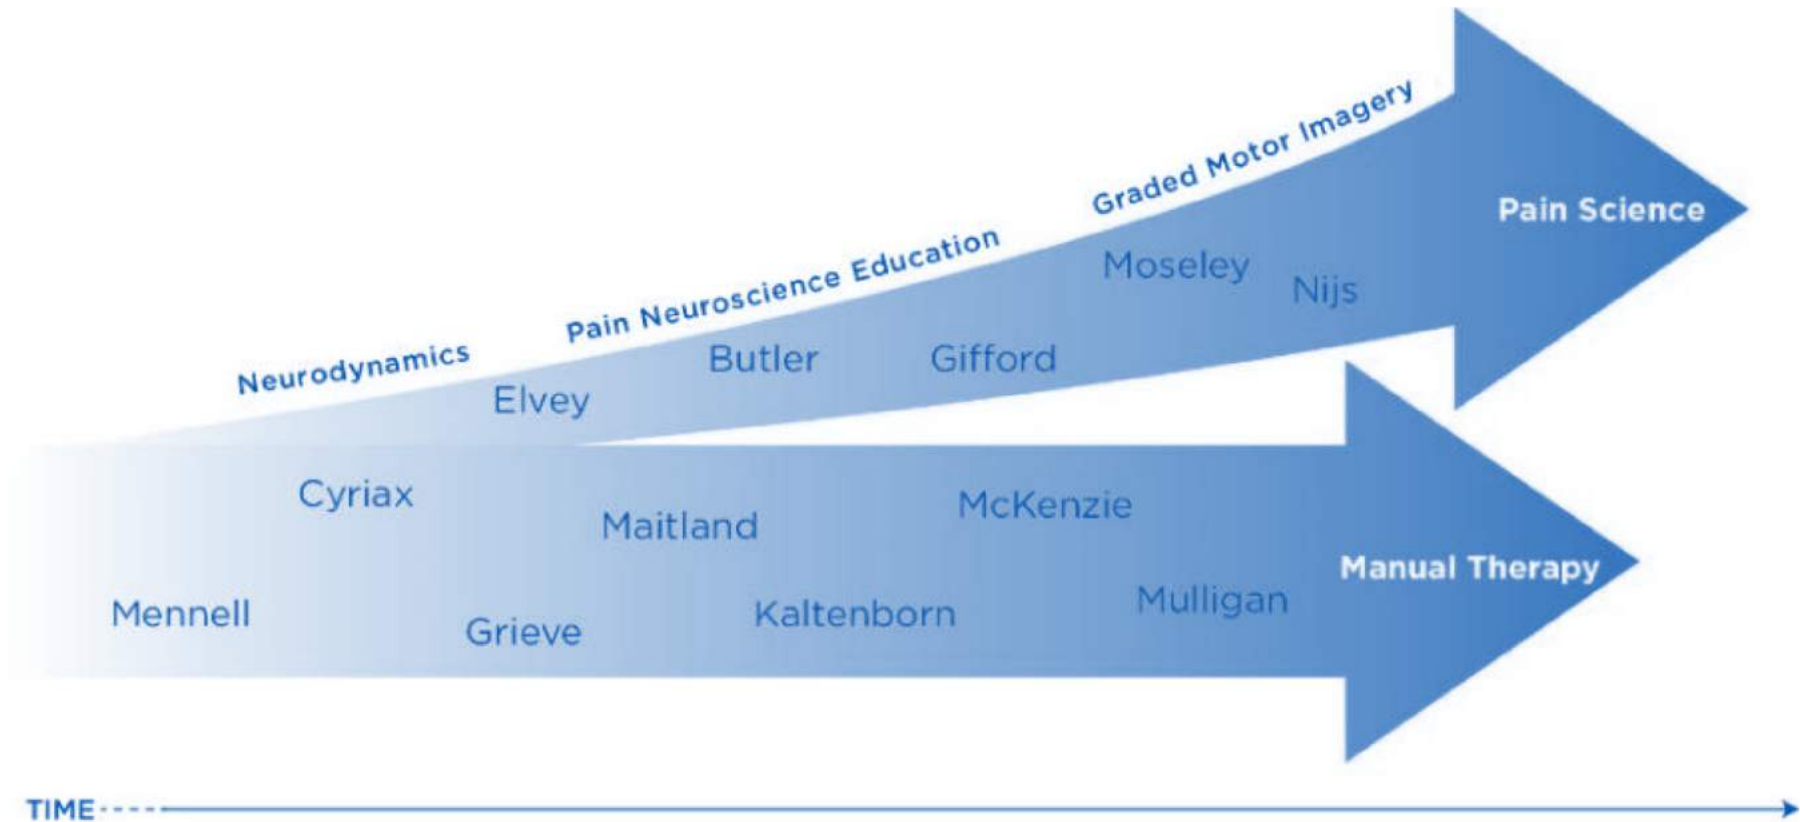 Graded Motor Imagery
Pain Science
Pain Neuroscience Education
Moseley
Nijs
Neurodynamics
Butler
Gifford
Elvey
Cyriax
McKenzie
Maitland
Manual Therapy
Mennell
Mulligan
Kaltenborn
Grieve
TIME